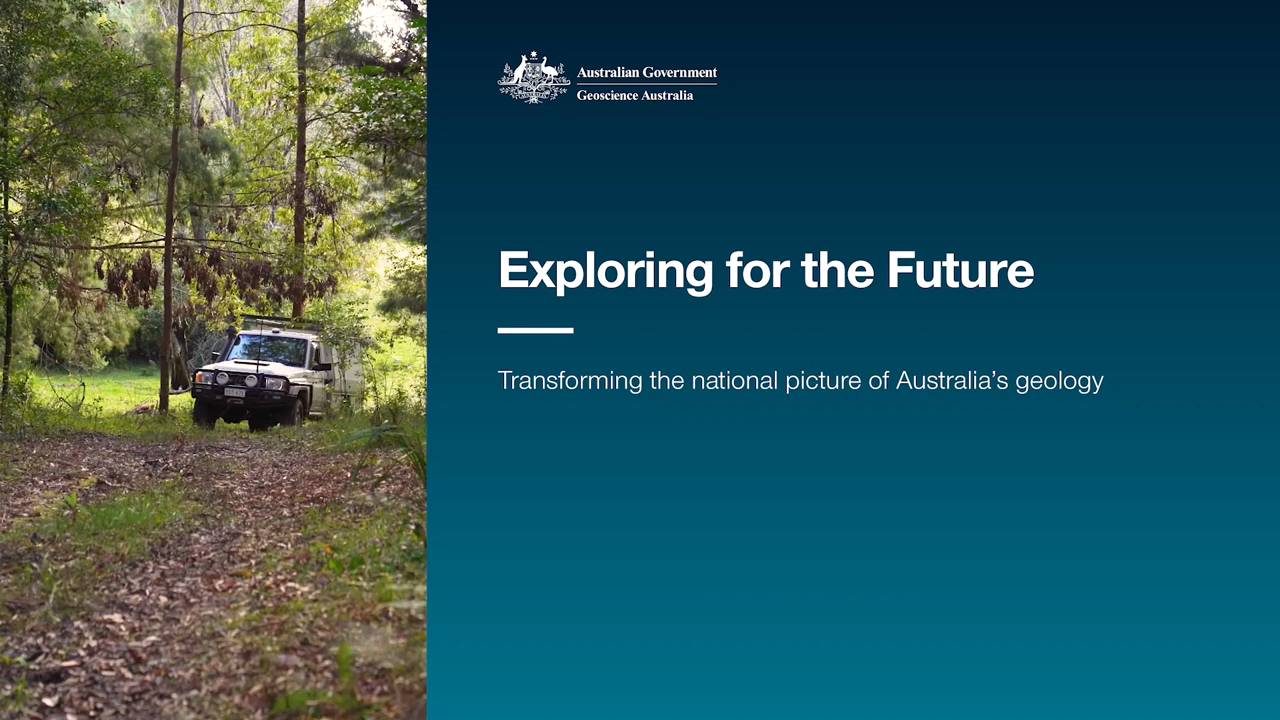 Australian Government
Geoscience Australia
Exploring for the Future
Transforming the national picture of Australia’s geology